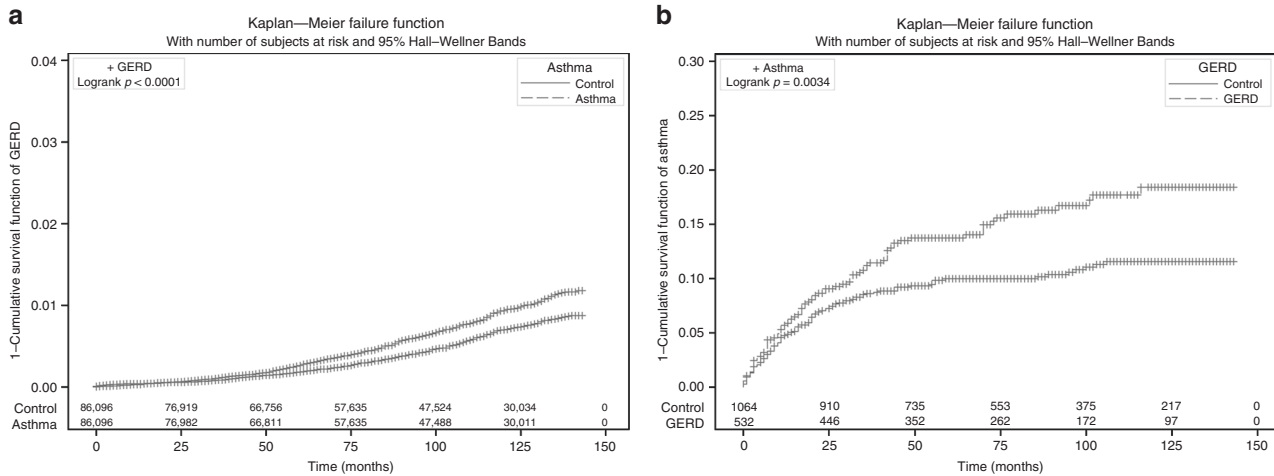 a
Kaplan—Meier failure function
With number of subjects at risk and 95% Hall–Wellner Bands
+ GERD
Logrank p < 0.0001
Asthma
Control
Asthma
1–Cumulative survival function of GERD
0.04
0.03
0.02
0.01
0.00
Control 86,096 76,919 66,756 57,635 47,524 30,034 0
Asthma 86,096 76,982 66,811 57,635 47,488 30,011 0
0 25 50 75 100 125 150
Time (months)
b
Kaplan—Meier failure function
With number of subjects at risk and 95% Hall–Wellner Bands
+ Asthma
Logrank p = 0.0034
GERD
Control
GERD
1–Cumulative survival function of asthma
0.30
0.25
0.20
0.15
0.10
0.05
0.00
Control 1064 910 735 553 375 217 0
GERD 532 446 352 262 172 97 0
0 25 50 75 100 125 150
Time (months)